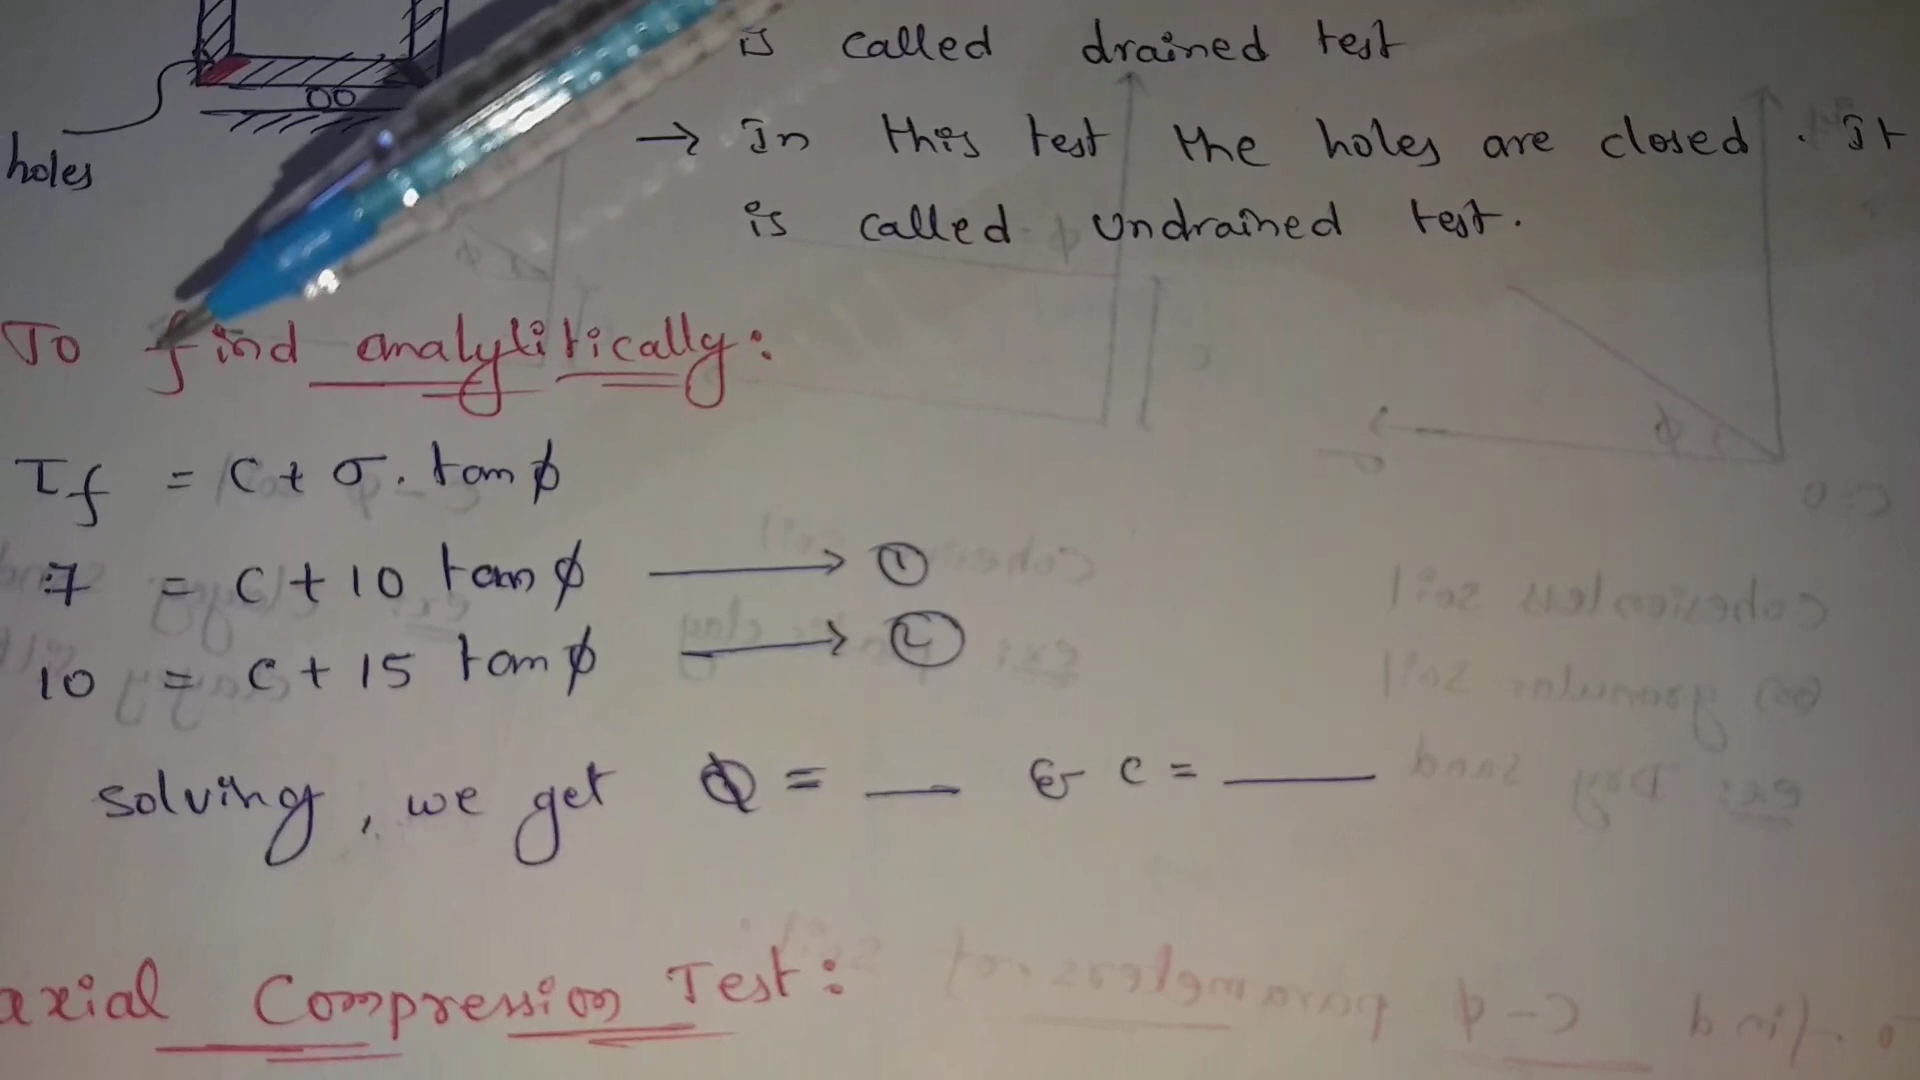 is called drained test
→ In this test the holes are closed. It
is called undrained test.
holes
To find analylitically:
τf = c + σ. tan φ
7 = c + 10 tan φ ⟶ ①
10 = c + 15 tan φ ⟶ ②
solving, we get φ = __ & c = ____
axial Compression Test: